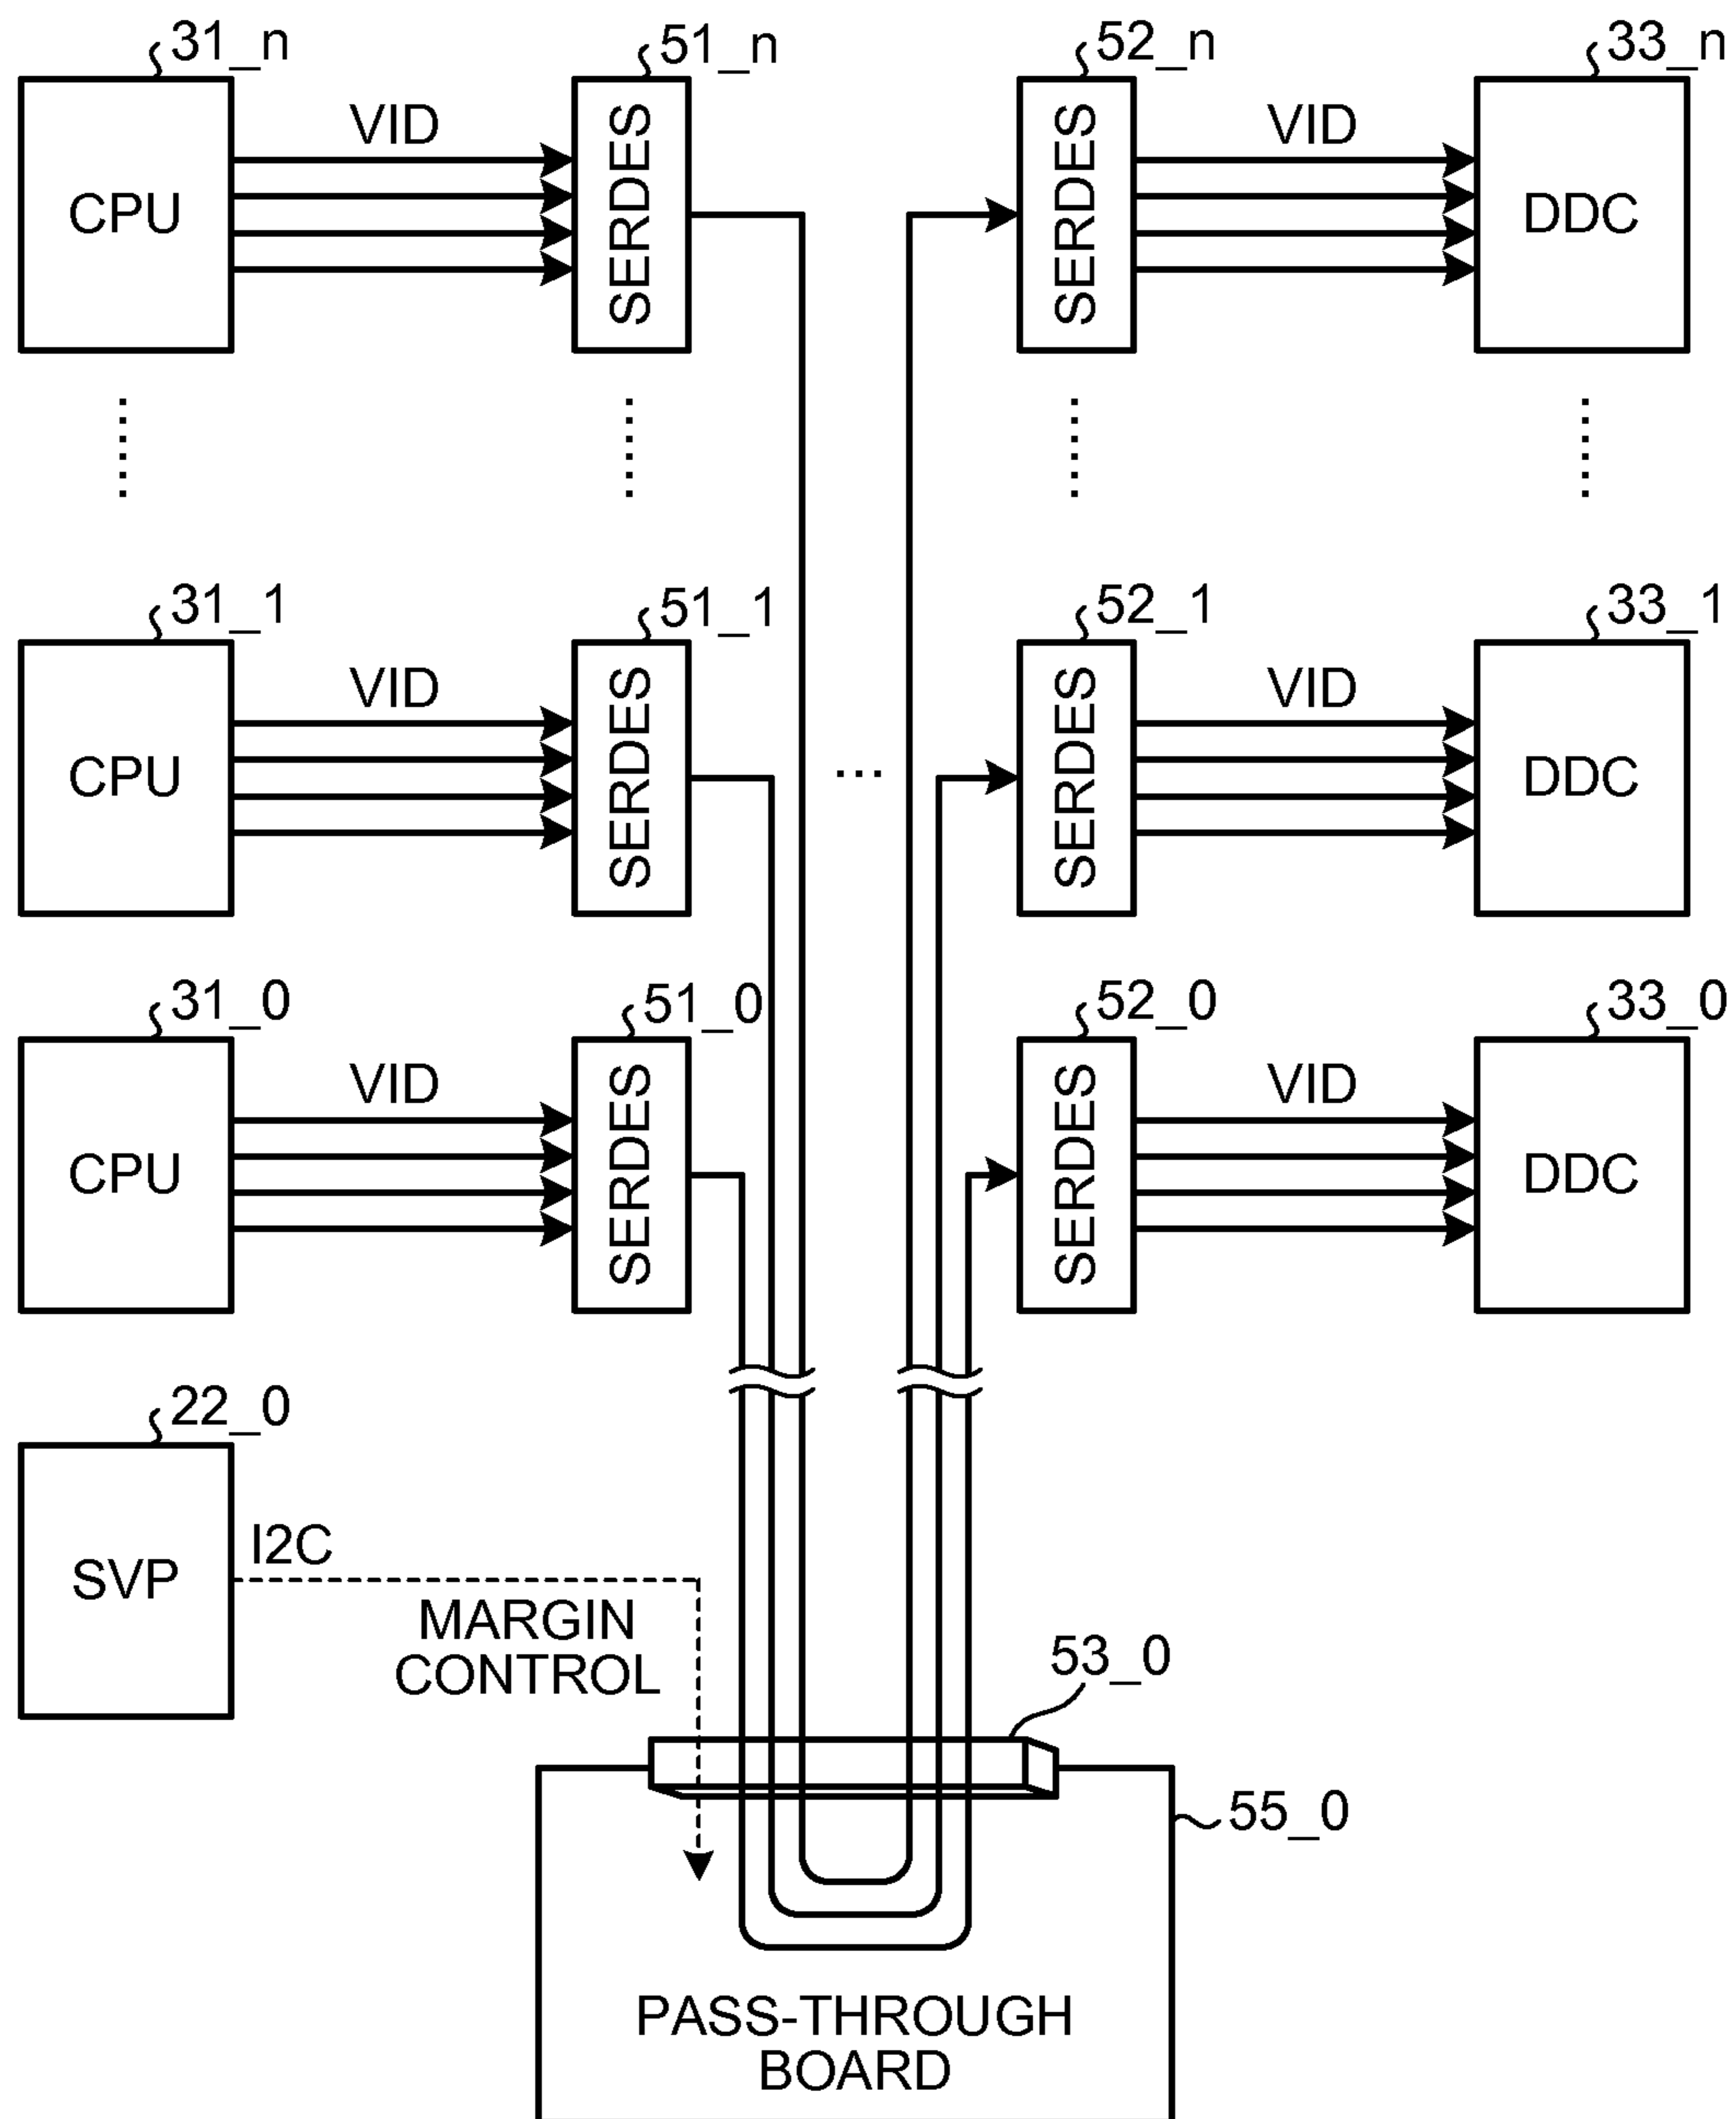 31_n
51_n
52_n
33_n
CPU
VID
SERDES
SERDES
VID
DDC
31_1
51_1
52_1
33_1
CPU
VID
SERDES
...
SERDES
VID
DDC
31_0
51_0
52_0
33_0
CPU
VID
SERDES
SERDES
VID
DDC
22_0
SVP
I2C
MARGIN
CONTROL
53_0
55_0
PASS-THROUGH
BOARD